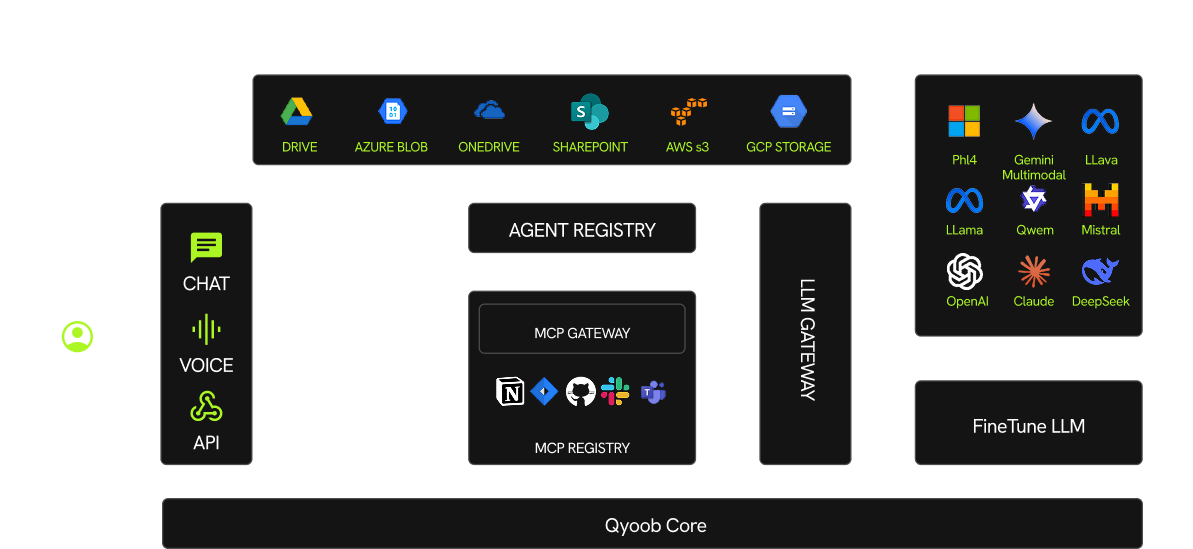 DRIVE
AZURE BLOB
ONEDRIVE
SHAREPOINT
AWS s3
GCP STORAGE
Phl4
Gemini
Multimodal
LLava
LLama
Qwem
Mistral
OpenAI
Claude
DeepSeek
CHAT
VOICE
API
AGENT REGISTRY
MCP GATEWAY
MCP REGISTRY
LLM GATEWAY
FineTune LLM
Qyoob Core